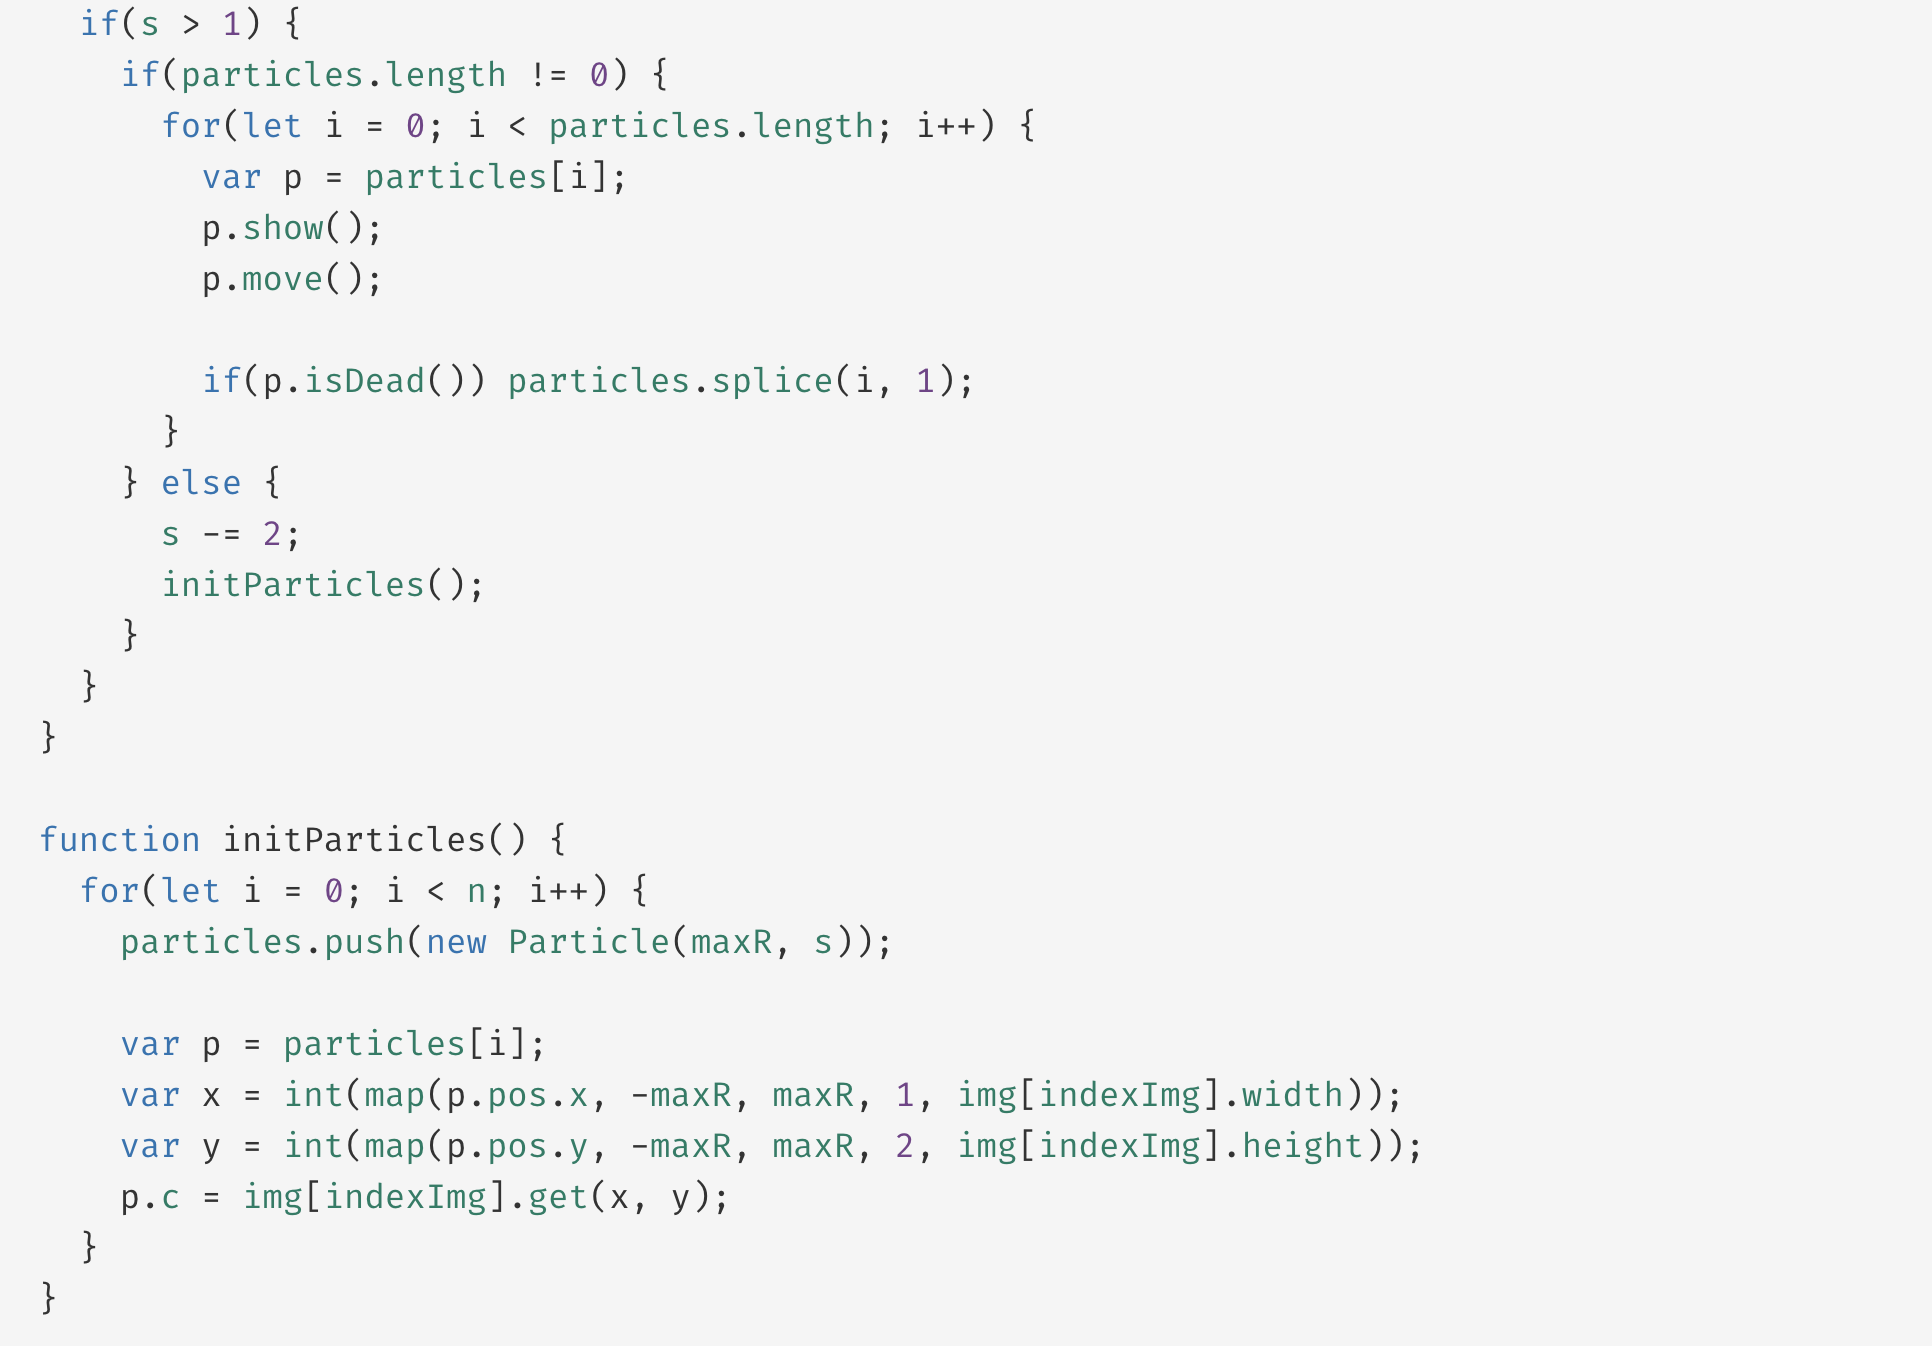 if(s > 1) {
if(particles.length != 0) {
for(let i = 0; i < particles.length; i++) {
var p = particles[i];
p.show();
p.move();
if(p.isDead()) particles.splice(i, 1);
}
} else {
s -= 2;
initParticles();
}
}
}
function initParticles() {
for(let i = 0; i < n; i++) {
particles.push(new Particle(maxR, s));
var p = particles[i];
var x = int(map(p.pos.x, -maxR, maxR, 1, img[indexImg].width));
var y = int(map(p.pos.y, -maxR, maxR, 2, img[indexImg].height));
p.c = img[indexImg].get(x, y);
}
}